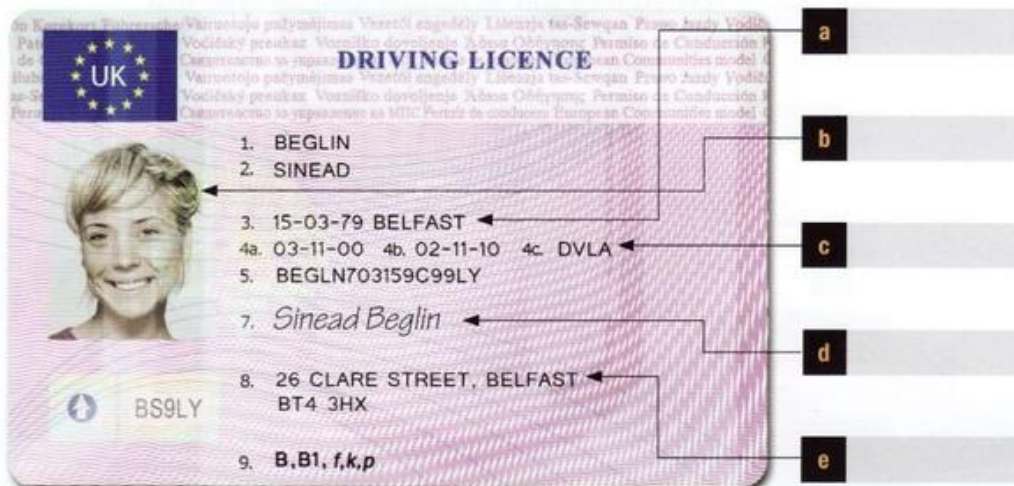 UK
DRIVING LICENCE
1. BEGLIN
2. SINEAD
3. 15-03-79 BELFAST
4a. 03-11-00 4b. 02-11-10 4c. DVLA
5. BEGLN703159C99LY
7. Sinead Beglin
8. 26 CLARE STREET, BELFAST
BT4 3HX
BS9LY
9. B,B1, f,k,p
a
b
c
d
e